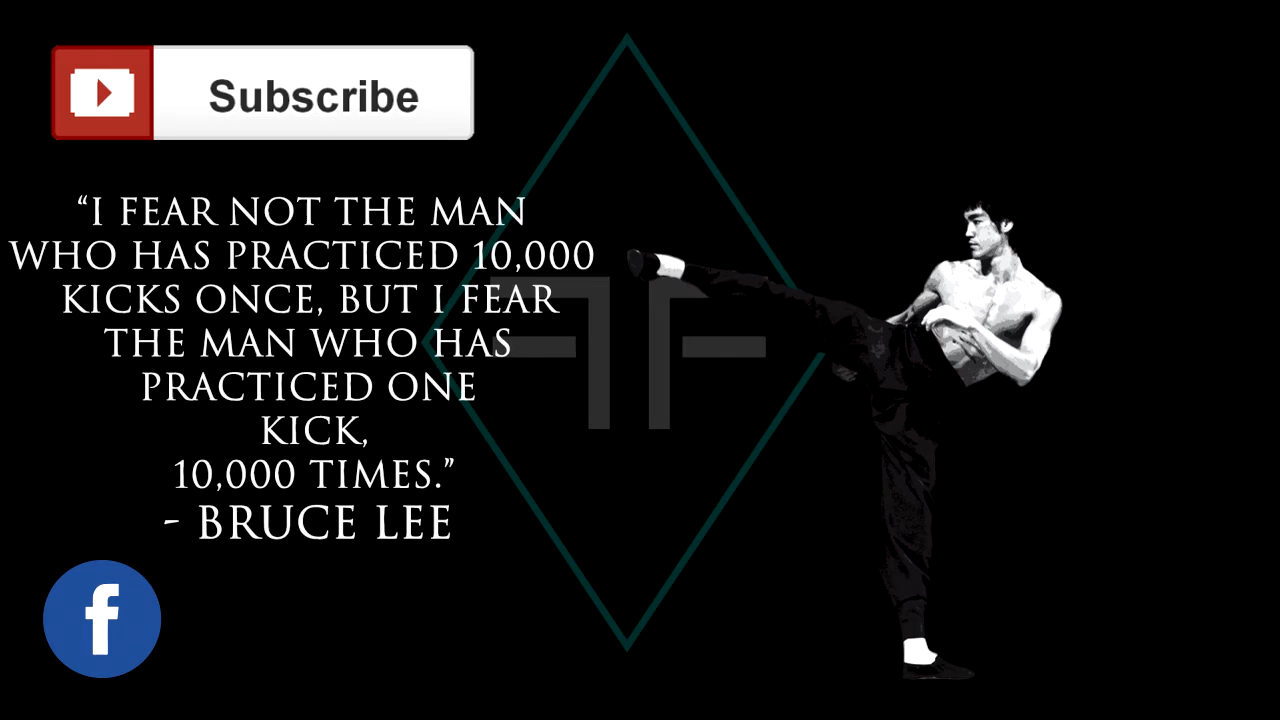 Subscribe
“I FEAR NOT THE MAN
WHO HAS PRACTICED 10,000
KICKS ONCE, BUT I FEAR
THE MAN WHO HAS
PRACTICED ONE
KICK,
10,000 TIMES.”
- BRUCE LEE
f